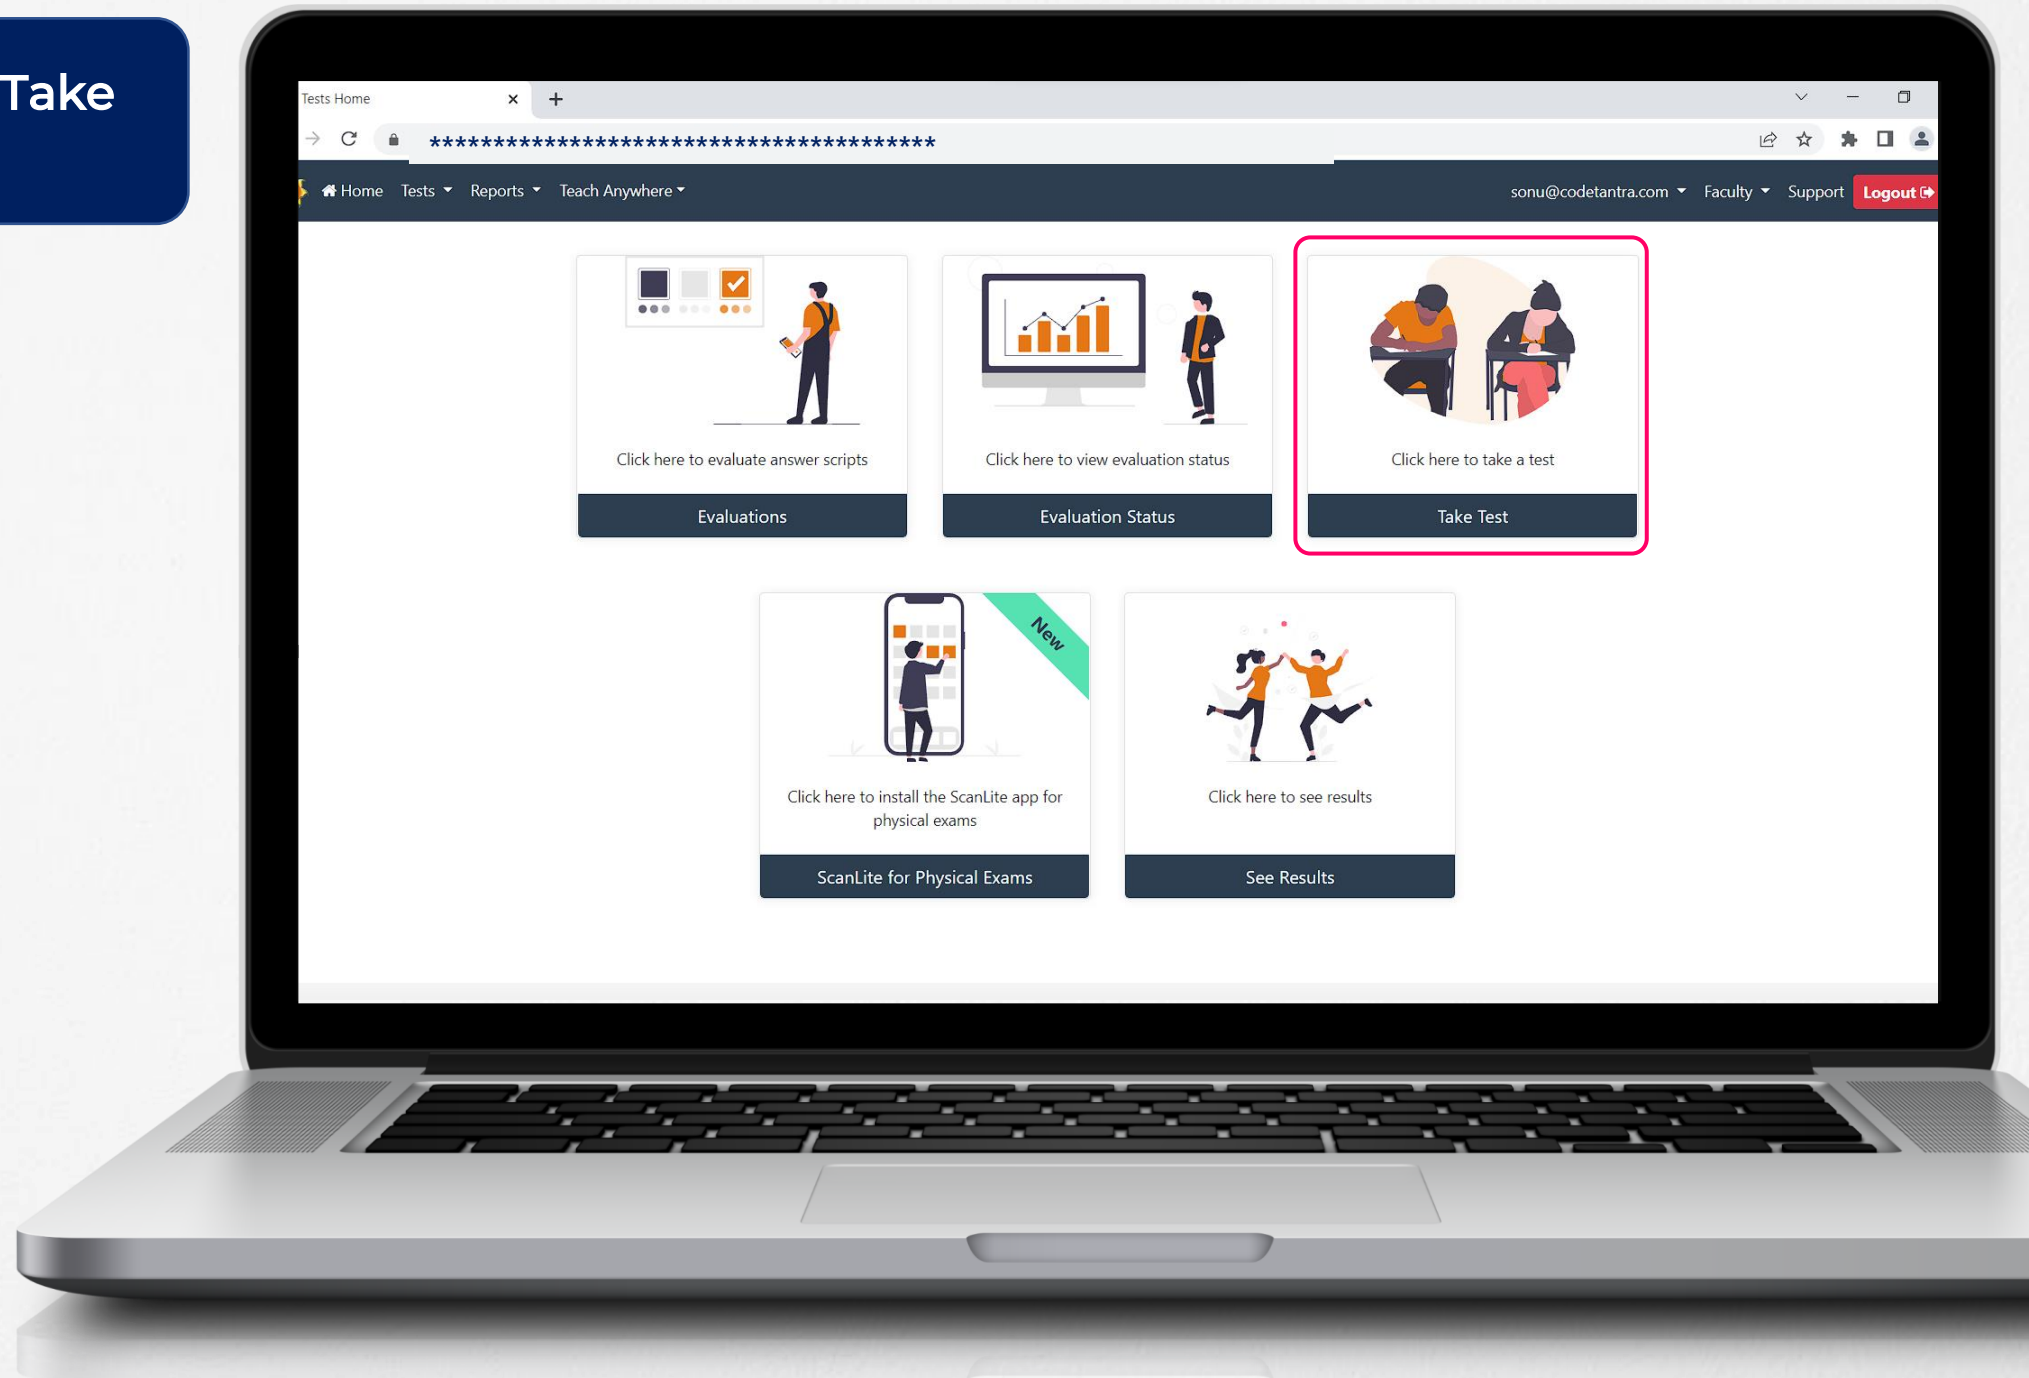 Take
Tests Home
****************************************
Home Tests Reports Teach Anywhere
sonu@codetantra.com Faculty Support Logout
Click here to evaluate answer scripts
Evaluations
Click here to view evaluation status
Evaluation Status
Click here to take a test
Take Test
New
Click here to install the ScanLite app for
physical exams
ScanLite for Physical Exams
Click here to see results
See Results